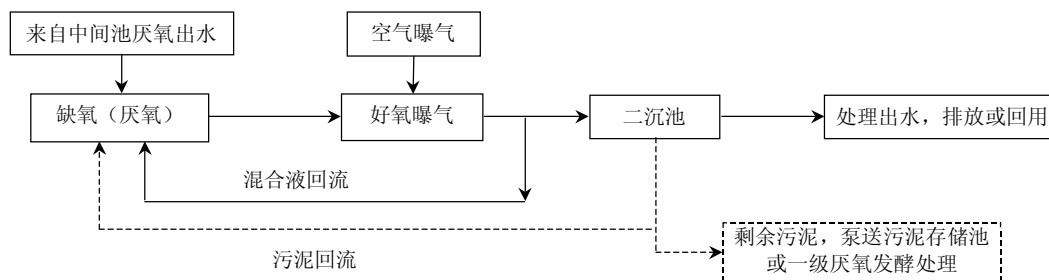 来自中间池厌氧出水
空气曝气
缺氧（厌氧）
好氧曝气
二沉池
处理出水，排放或回用
混合液回流
污泥回流
剩余污泥，泵送污泥存储池
或一级厌氧发酵处理